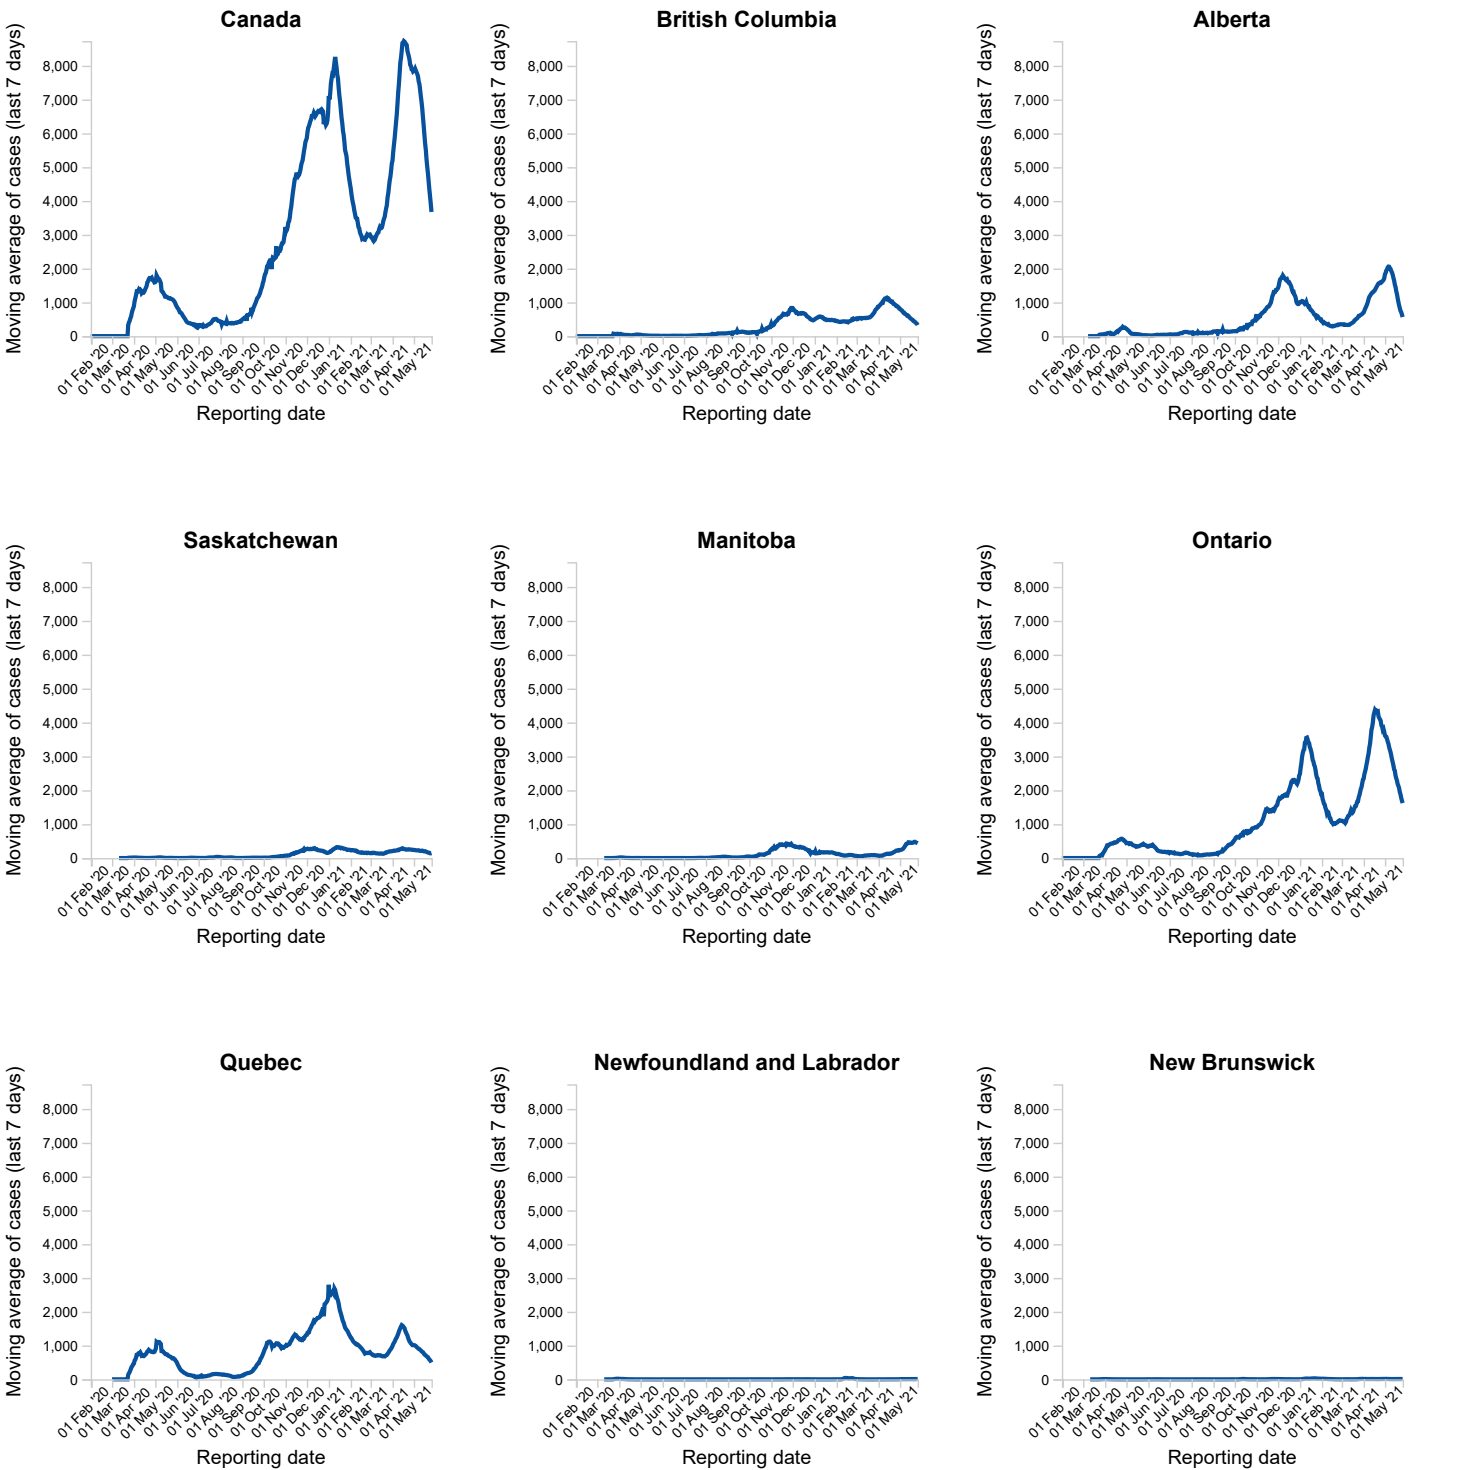 Canada
Moving average of cases (last 7 days)
8,000
7,000
6,000
5,000
4,000
3,000
2,000
1,000
0
01 Feb '20
01 Mar '20
01 Apr '20
01 May '20
01 Jun '20
01 Jul '20
01 Aug '20
01 Sep '20
01 Oct '20
01 Nov '20
01 Dec '20
01 Jan '21
01 Feb '21
01 Mar '21
01 Apr '21
01 May '21
Reporting date
British Columbia
Moving average of cases (last 7 days)
8,000
7,000
6,000
5,000
4,000
3,000
2,000
1,000
0
01 Feb '20
01 Mar '20
01 Apr '20
01 May '20
01 Jun '20
01 Jul '20
01 Aug '20
01 Sep '20
01 Oct '20
01 Nov '20
01 Dec '20
01 Jan '21
01 Feb '21
01 Mar '21
01 Apr '21
01 May '21
Reporting date
Alberta
Moving average of cases (last 7 days)
8,000
7,000
6,000
5,000
4,000
3,000
2,000
1,000
0
01 Feb '20
01 Mar '20
01 Apr '20
01 May '20
01 Jun '20
01 Jul '20
01 Aug '20
01 Sep '20
01 Oct '20
01 Nov '20
01 Dec '20
01 Jan '21
01 Feb '21
01 Mar '21
01 Apr '21
01 May '21
Reporting date
Saskatchewan
Moving average of cases (last 7 days)
8,000
7,000
6,000
5,000
4,000
3,000
2,000
1,000
0
01 Feb '20
01 Mar '20
01 Apr '20
01 May '20
01 Jun '20
01 Jul '20
01 Aug '20
01 Sep '20
01 Oct '20
01 Nov '20
01 Dec '20
01 Jan '21
01 Feb '21
01 Mar '21
01 Apr '21
01 May '21
Reporting date
Manitoba
Moving average of cases (last 7 days)
8,000
7,000
6,000
5,000
4,000
3,000
2,000
1,000
0
01 Feb '20
01 Mar '20
01 Apr '20
01 May '20
01 Jun '20
01 Jul '20
01 Aug '20
01 Sep '20
01 Oct '20
01 Nov '20
01 Dec '20
01 Jan '21
01 Feb '21
01 Mar '21
01 Apr '21
01 May '21
Reporting date
Ontario
Moving average of cases (last 7 days)
8,000
7,000
6,000
5,000
4,000
3,000
2,000
1,000
0
01 Feb '20
01 Mar '20
01 Apr '20
01 May '20
01 Jun '20
01 Jul '20
01 Aug '20
01 Sep '20
01 Oct '20
01 Nov '20
01 Dec '20
01 Jan '21
01 Feb '21
01 Mar '21
01 Apr '21
01 May '21
Reporting date
Quebec
Moving average of cases (last 7 days)
8,000
7,000
6,000
5,000
4,000
3,000
2,000
1,000
0
01 Feb '20
01 Mar '20
01 Apr '20
01 May '20
01 Jun '20
01 Jul '20
01 Aug '20
01 Sep '20
01 Oct '20
01 Nov '20
01 Dec '20
01 Jan '21
01 Feb '21
01 Mar '21
01 Apr '21
01 May '21
Reporting date
Newfoundland and Labrador
Moving average of cases (last 7 days)
8,000
7,000
6,000
5,000
4,000
3,000
2,000
1,000
0
01 Feb '20
01 Mar '20
01 Apr '20
01 May '20
01 Jun '20
01 Jul '20
01 Aug '20
01 Sep '20
01 Oct '20
01 Nov '20
01 Dec '20
01 Jan '21
01 Feb '21
01 Mar '21
01 Apr '21
01 May '21
Reporting date
New Brunswick
Moving average of cases (last 7 days)
8,000
7,000
6,000
5,000
4,000
3,000
2,000
1,000
0
01 Feb '20
01 Mar '20
01 Apr '20
01 May '20
01 Jun '20
01 Jul '20
01 Aug '20
01 Sep '20
01 Oct '20
01 Nov '20
01 Dec '20
01 Jan '21
01 Feb '21
01 Mar '21
01 Apr '21
01 May '21
Reporting date